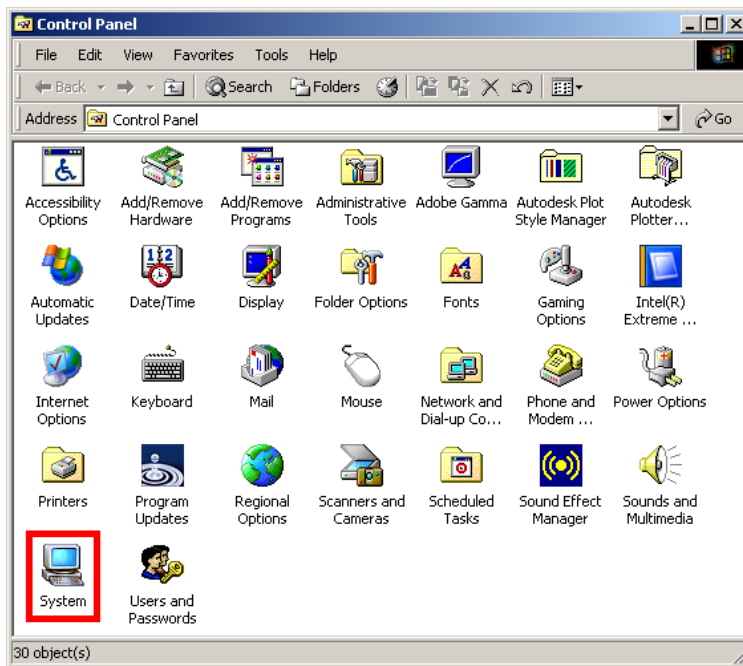 Control Panel
File Edit View Favorites Tools Help
Back Search Folders
Address Control Panel Go
Accessibility Options
Add/Remove Hardware
Add/Remove Programs
Administrative Tools
Adobe Gamma
Autodesk Plot Style Manager
Autodesk Plotter...
Automatic Updates
Date/Time
Display
Folder Options
Fonts
Gaming Options
Intel(R) Extreme ...
Internet Options
Keyboard
Mail
Mouse
Network and Dial-up Co...
Phone and Modem ...
Power Options
Printers
Program Updates
Regional Options
Scanners and Cameras
Scheduled Tasks
Sound Effect Manager
Sounds and Multimedia
System
Users and Passwords
30 object(s)